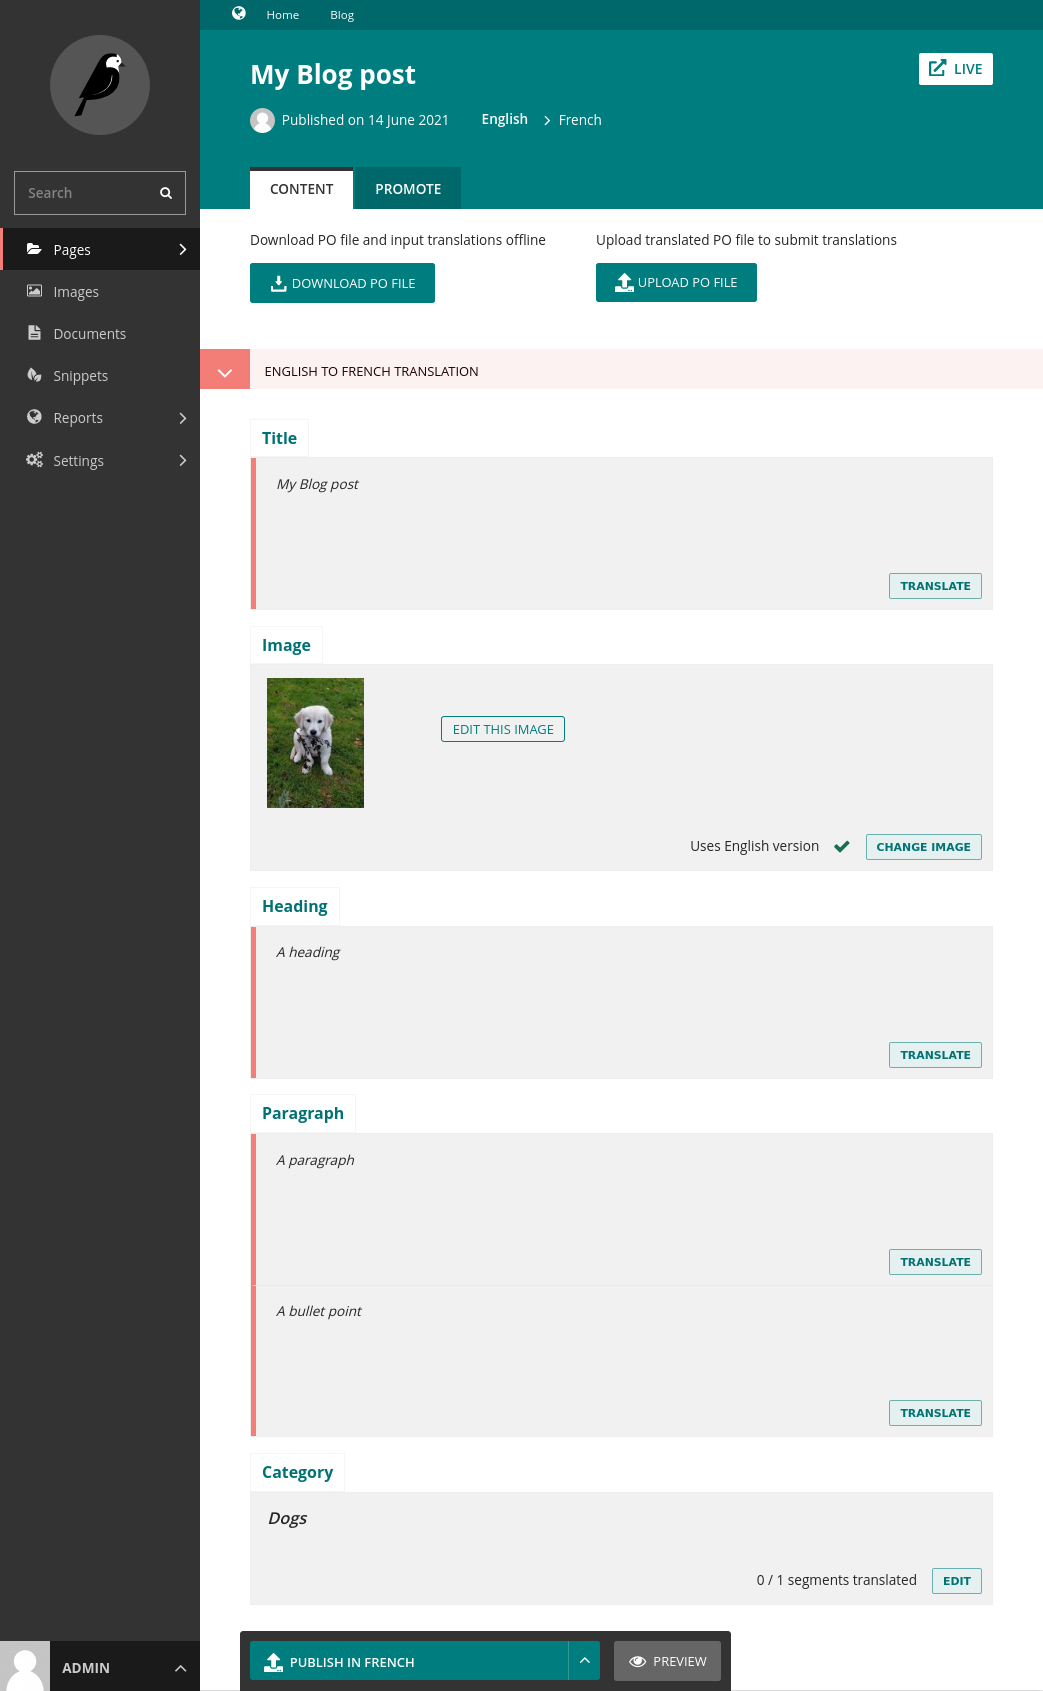 Home Blog
My Blog post
LIVE
Published on 14 June 2021 English French
Search
CONTENT PROMOTE
Pages
Images
Documents
Snippets
Reports
Settings
Download PO file and input translations offline
DOWNLOAD PO FILE
Upload translated PO file to submit translations
UPLOAD PO FILE
ENGLISH TO FRENCH TRANSLATION
Title
My Blog post
TRANSLATE
Image
EDIT THIS IMAGE
Uses English version CHANGE IMAGE
Heading
A heading
TRANSLATE
Paragraph
A paragraph
TRANSLATE
A bullet point
TRANSLATE
Category
Dogs
0 / 1 segments translated EDIT
ADMIN
PUBLISH IN FRENCH PREVIEW